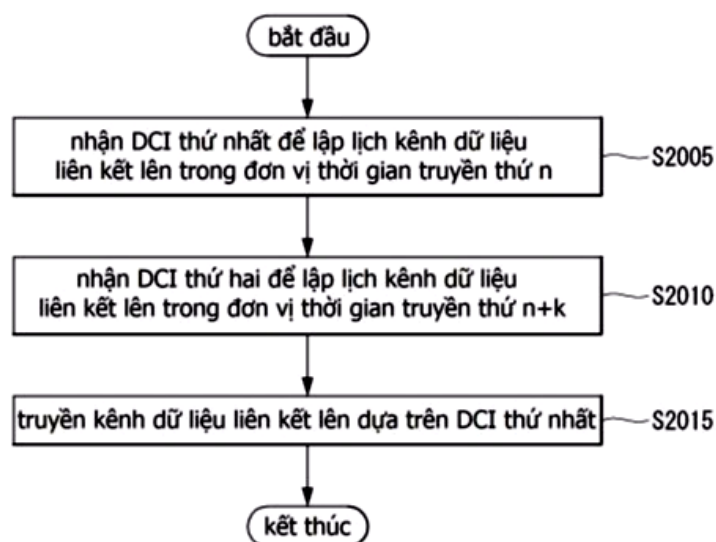 bắt đầu
nhận DCI thứ nhất để lập lịch kênh dữ liệu
liên kết lên trong đơn vị thời gian truyền thứ n
S2005
nhận DCI thứ hai để lập lịch kênh dữ liệu
liên kết lên trong đơn vị thời gian truyền thứ n+k
S2010
truyền kênh dữ liệu liên kết lên dựa trên DCI thứ nhất
S2015
kết thúc